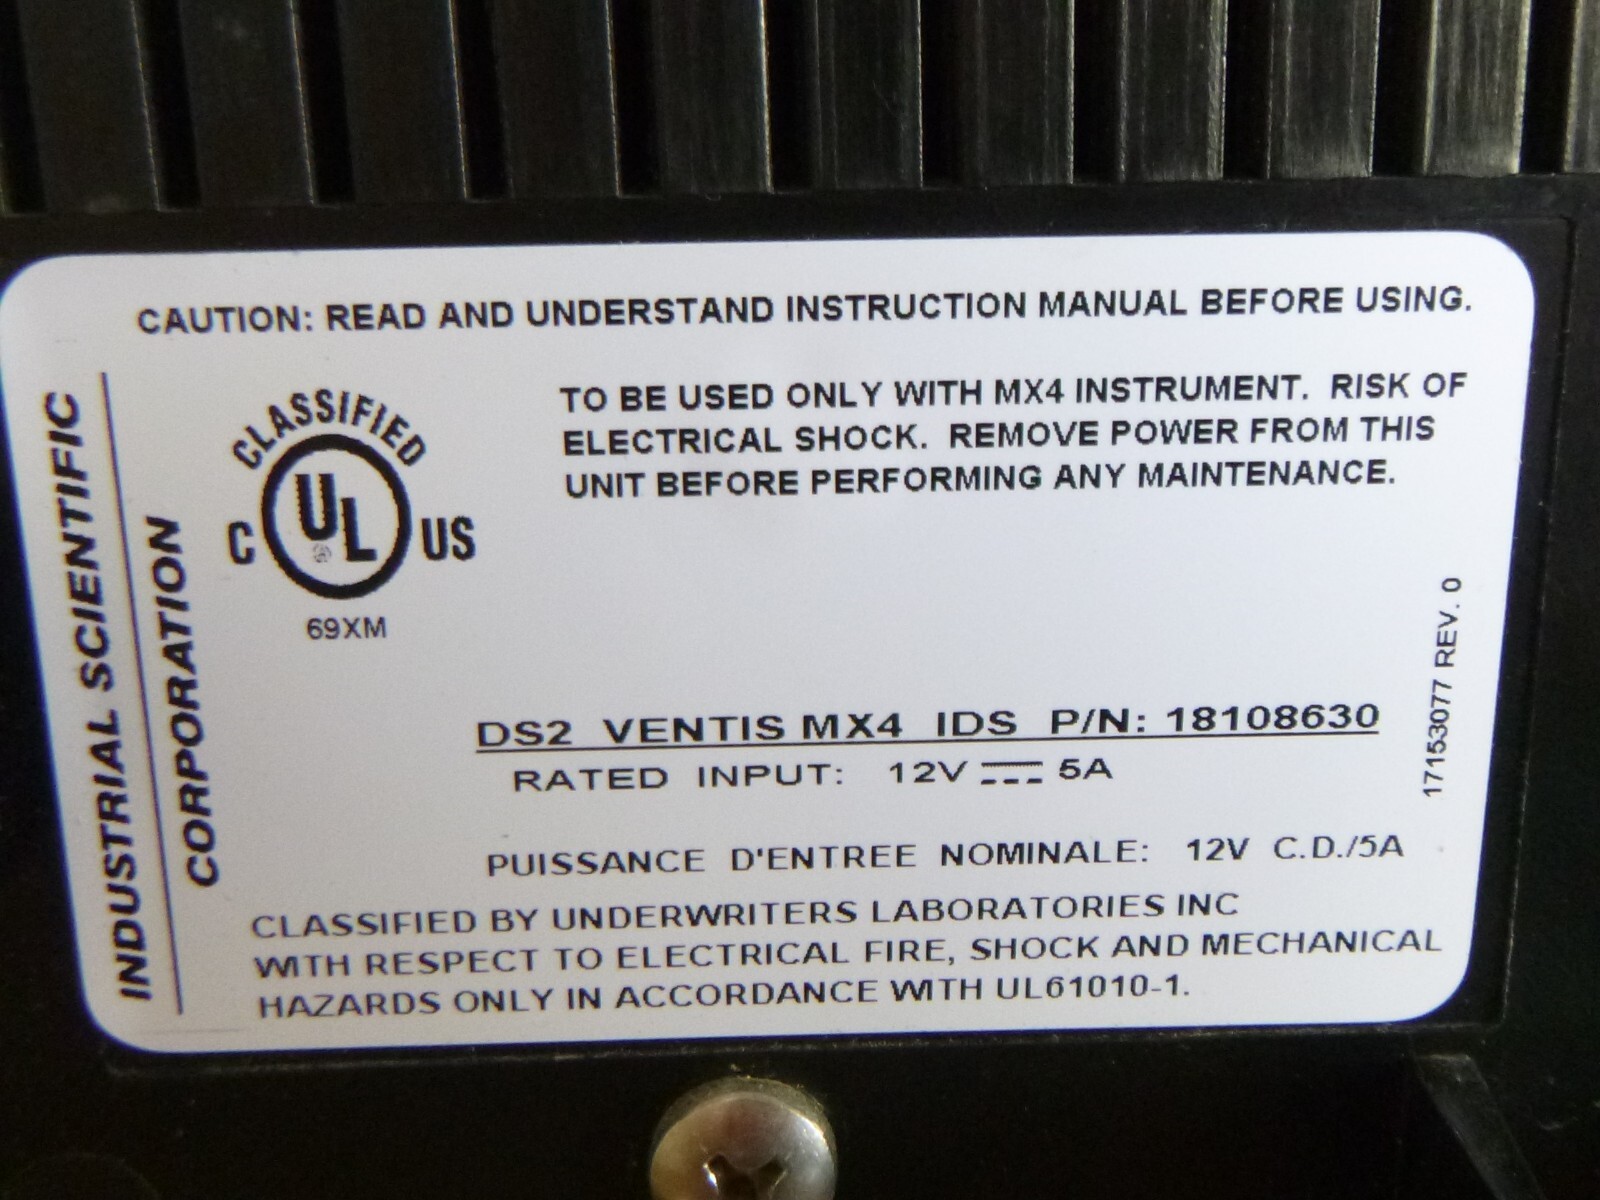 CAUTION: READ AND UNDERSTAND INSTRUCTION MANUAL BEFORE USING.
INDUSTRIAL SCIENTIFIC
CORPORATION
CLASSIFIED
C UL US
®
69XM
TO BE USED ONLY WITH MX4 INSTRUMENT. RISK OF
ELECTRICAL SHOCK. REMOVE POWER FROM THIS
UNIT BEFORE PERFORMING ANY MAINTENANCE.
DS2 VENTIS MX4 IDS P/N: 18108630
RATED INPUT: 12V ⎓ 5A
17153077 REV. 0
PUISSANCE D'ENTREE NOMINALE: 12V C.D./5A
CLASSIFIED BY UNDERWRITERS LABORATORIES INC
WITH RESPECT TO ELECTRICAL FIRE, SHOCK AND MECHANICAL
HAZARDS ONLY IN ACCORDANCE WITH UL61010-1.